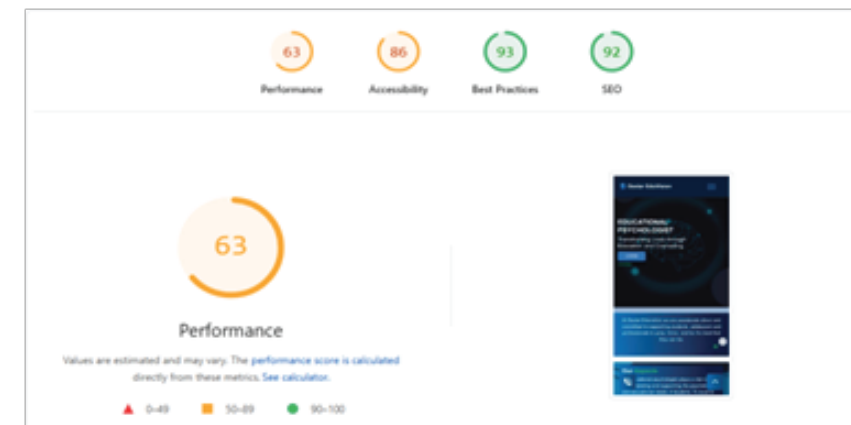 63
86
93
92
Performance
Accessibility
Best Practices
SEO
63
Performance
Values are estimated and may vary. The performance score is calculated
directly from these metrics. See calculator.
0–49
50–89
90–100
EDUCATIONAL
PSYCHOLOGIST